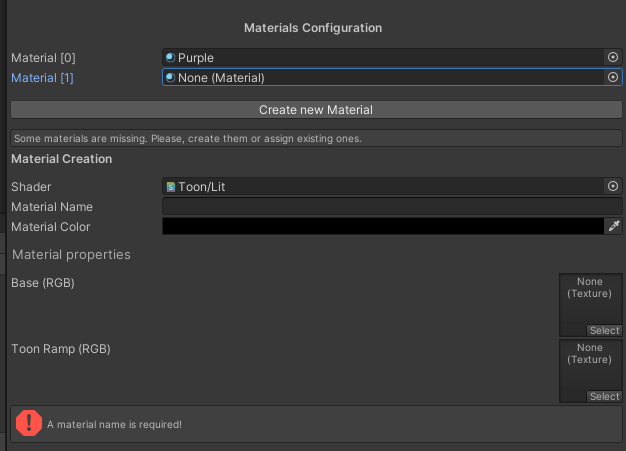 Materials Configuration
Material [0]
Purple
Material [1]
None (Material)
Create new Material
Some materials are missing. Please, create them or assign existing ones.
Material Creation
Shader
Toon/Lit
Material Name
Material Color
Material properties
Base (RGB)
None
(Texture)
Select
Toon Ramp (RGB)
None
(Texture)
Select
A material name is required!